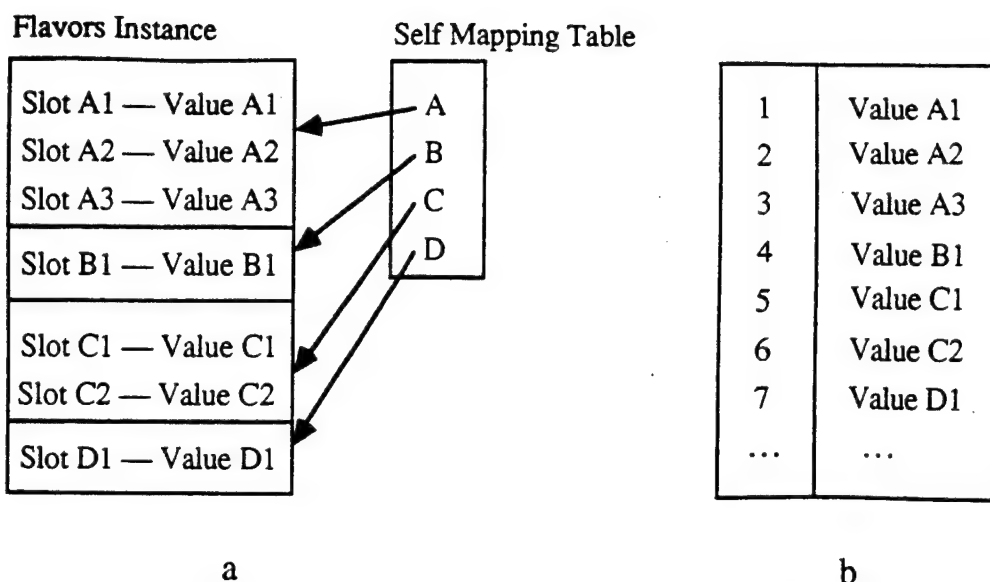 Flavors Instance
Slot A1 — Value A1
Slot A2 — Value A2
Slot A3 — Value A3
Slot B1 — Value B1
Slot C1 — Value C1
Slot C2 — Value C2
Slot D1 — Value D1
Self Mapping Table
A
B
C
D
1 Value A1
2 Value A2
3 Value A3
4 Value B1
5 Value C1
6 Value C2
7 Value D1
... ...
a
b